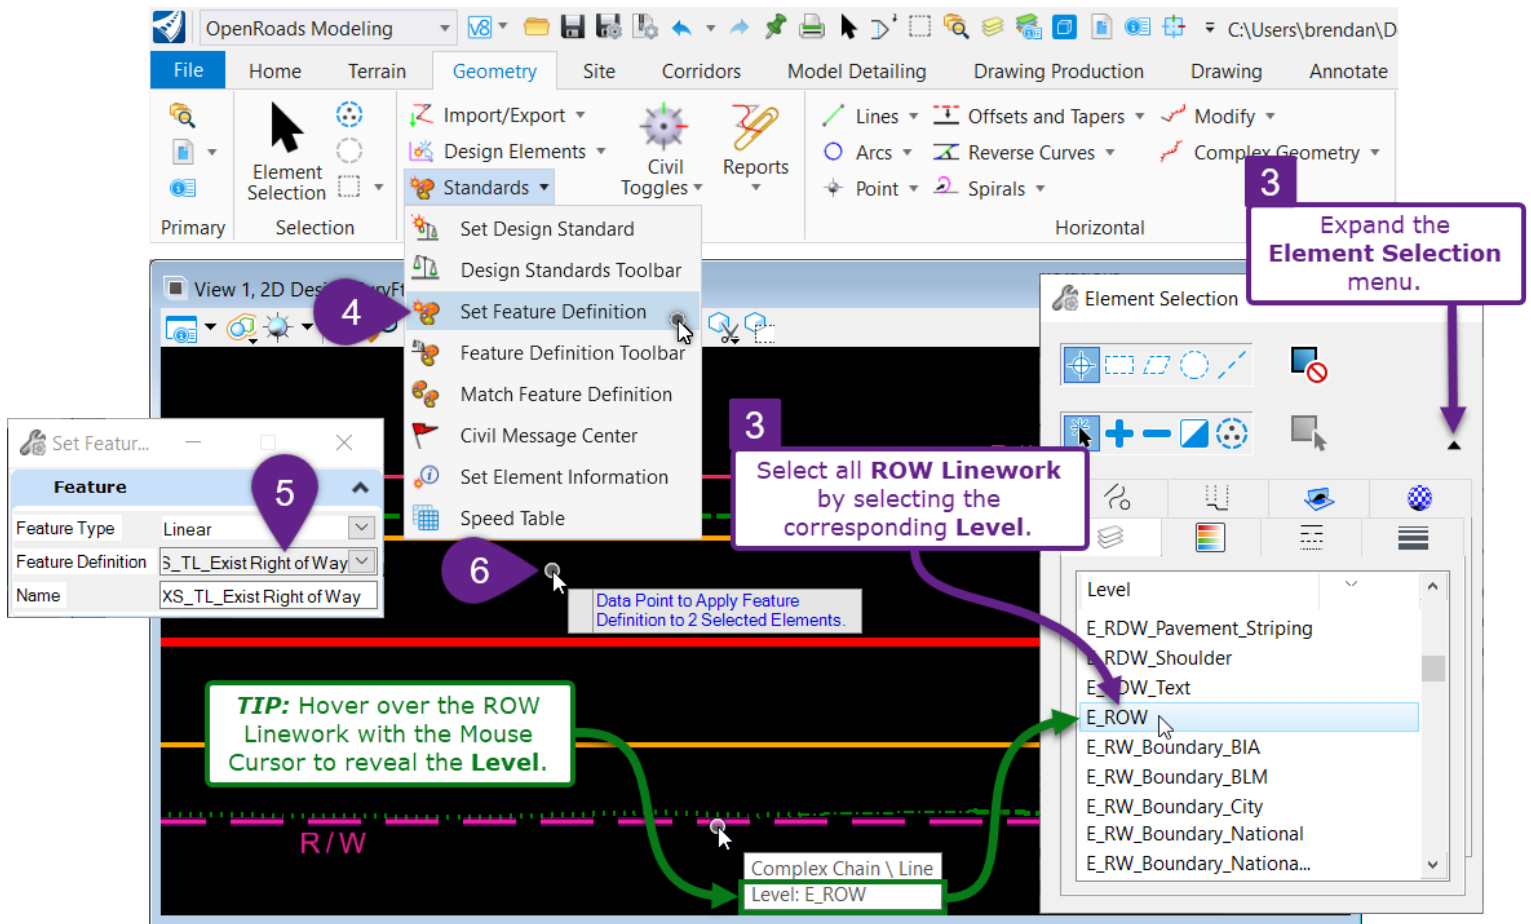 OpenRoads Modeling
V8
C:\Users\brendan\D
File
Home
Terrain
Geometry
Site
Corridors
Model Detailing
Drawing Production
Drawing
Annotate
Import/Export
Design Elements
Standards
Element
Selection
Civil
Toggles
Reports
Lines
Offsets and Tapers
Modify
Arcs
Reverse Curves
Complex Geometry
Point
Spirals
Primary
Selection
Horizontal
3
Expand the
Element Selection
menu.
Set Design Standard
Design Standards Toolbar
Set Feature Definition
Feature Definition Toolbar
Match Feature Definition
Civil Message Center
Set Element Information
Speed Table
View 1, 2D Des
4
Element Selection
3
Select all ROW Linework
by selecting the
corresponding Level.
Set Featur...
Feature
5
Feature Type
Linear
Feature Definition
S_TL_Exist Right of Way
Name
XS_TL_Exist Right of Way
6
Data Point to Apply Feature
Definition to 2 Selected Elements.
Level
E_RDW_Pavement_Striping
E_RDW_Shoulder
E_RDW_Text
E_ROW
E_RW_Boundary_BIA
E_RW_Boundary_BLM
E_RW_Boundary_City
E_RW_Boundary_National
E_RW_Boundary_Nationa...
TIP: Hover over the ROW
Linework with the Mouse
Cursor to reveal the Level.
R/W
Complex Chain \ Line
Level: E_ROW